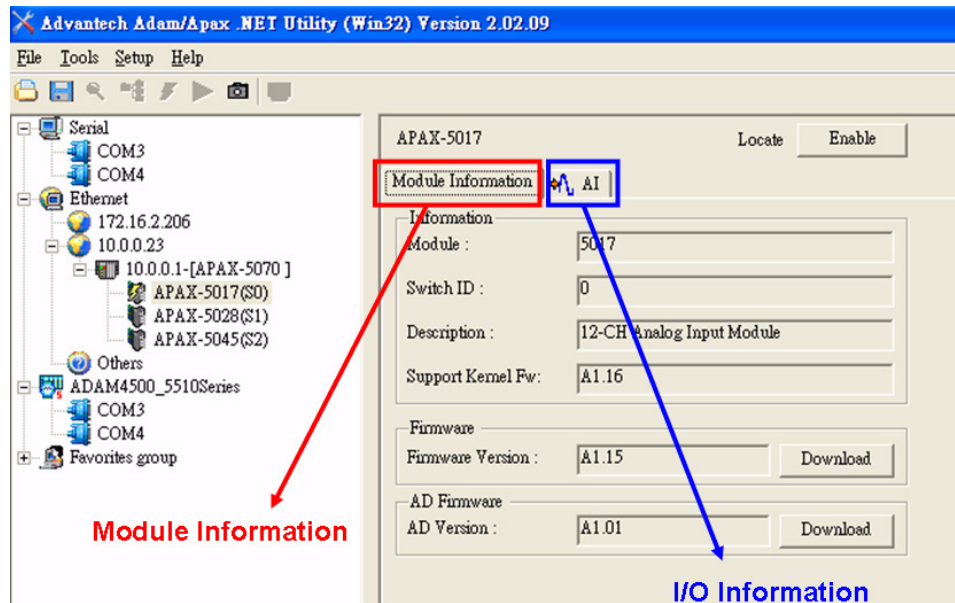 Advantech Adam/Apax .NET Utility (Win32) Version 2.02.09
File Tools Setup Help
Serial
COM3
COM4
Ethernet
172.16.2.206
10.0.0.23
10.0.0.1-[APAX-5070 ]
APAX-5017(S0)
APAX-5028(S1)
APAX-5045(S2)
Others
ADAM4500_5510Series
COM3
COM4
Favorites group
APAX-5017
Locate Enable
Module Information AI
Information
Module : 5017
Switch ID : 0
Description : 12-CH Analog Input Module
Support Kernel Fw: A1.16
Firmware
Firmware Version : A1.15 Download
AD Firmware
AD Version : A1.01 Download
Module Information
I/O Information